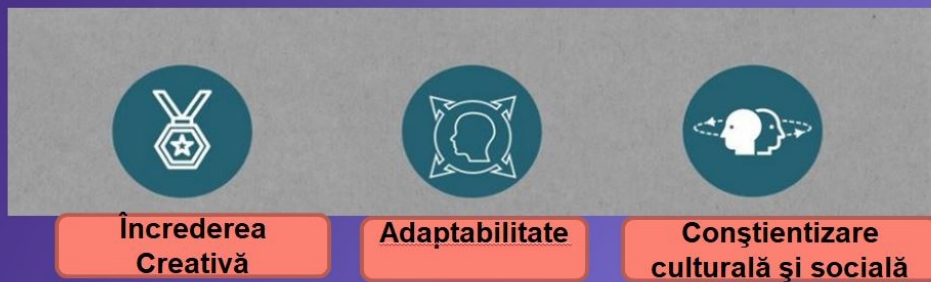 Încrederea
Creativă
Adaptabilitate
Conştientizare
culturală şi socială